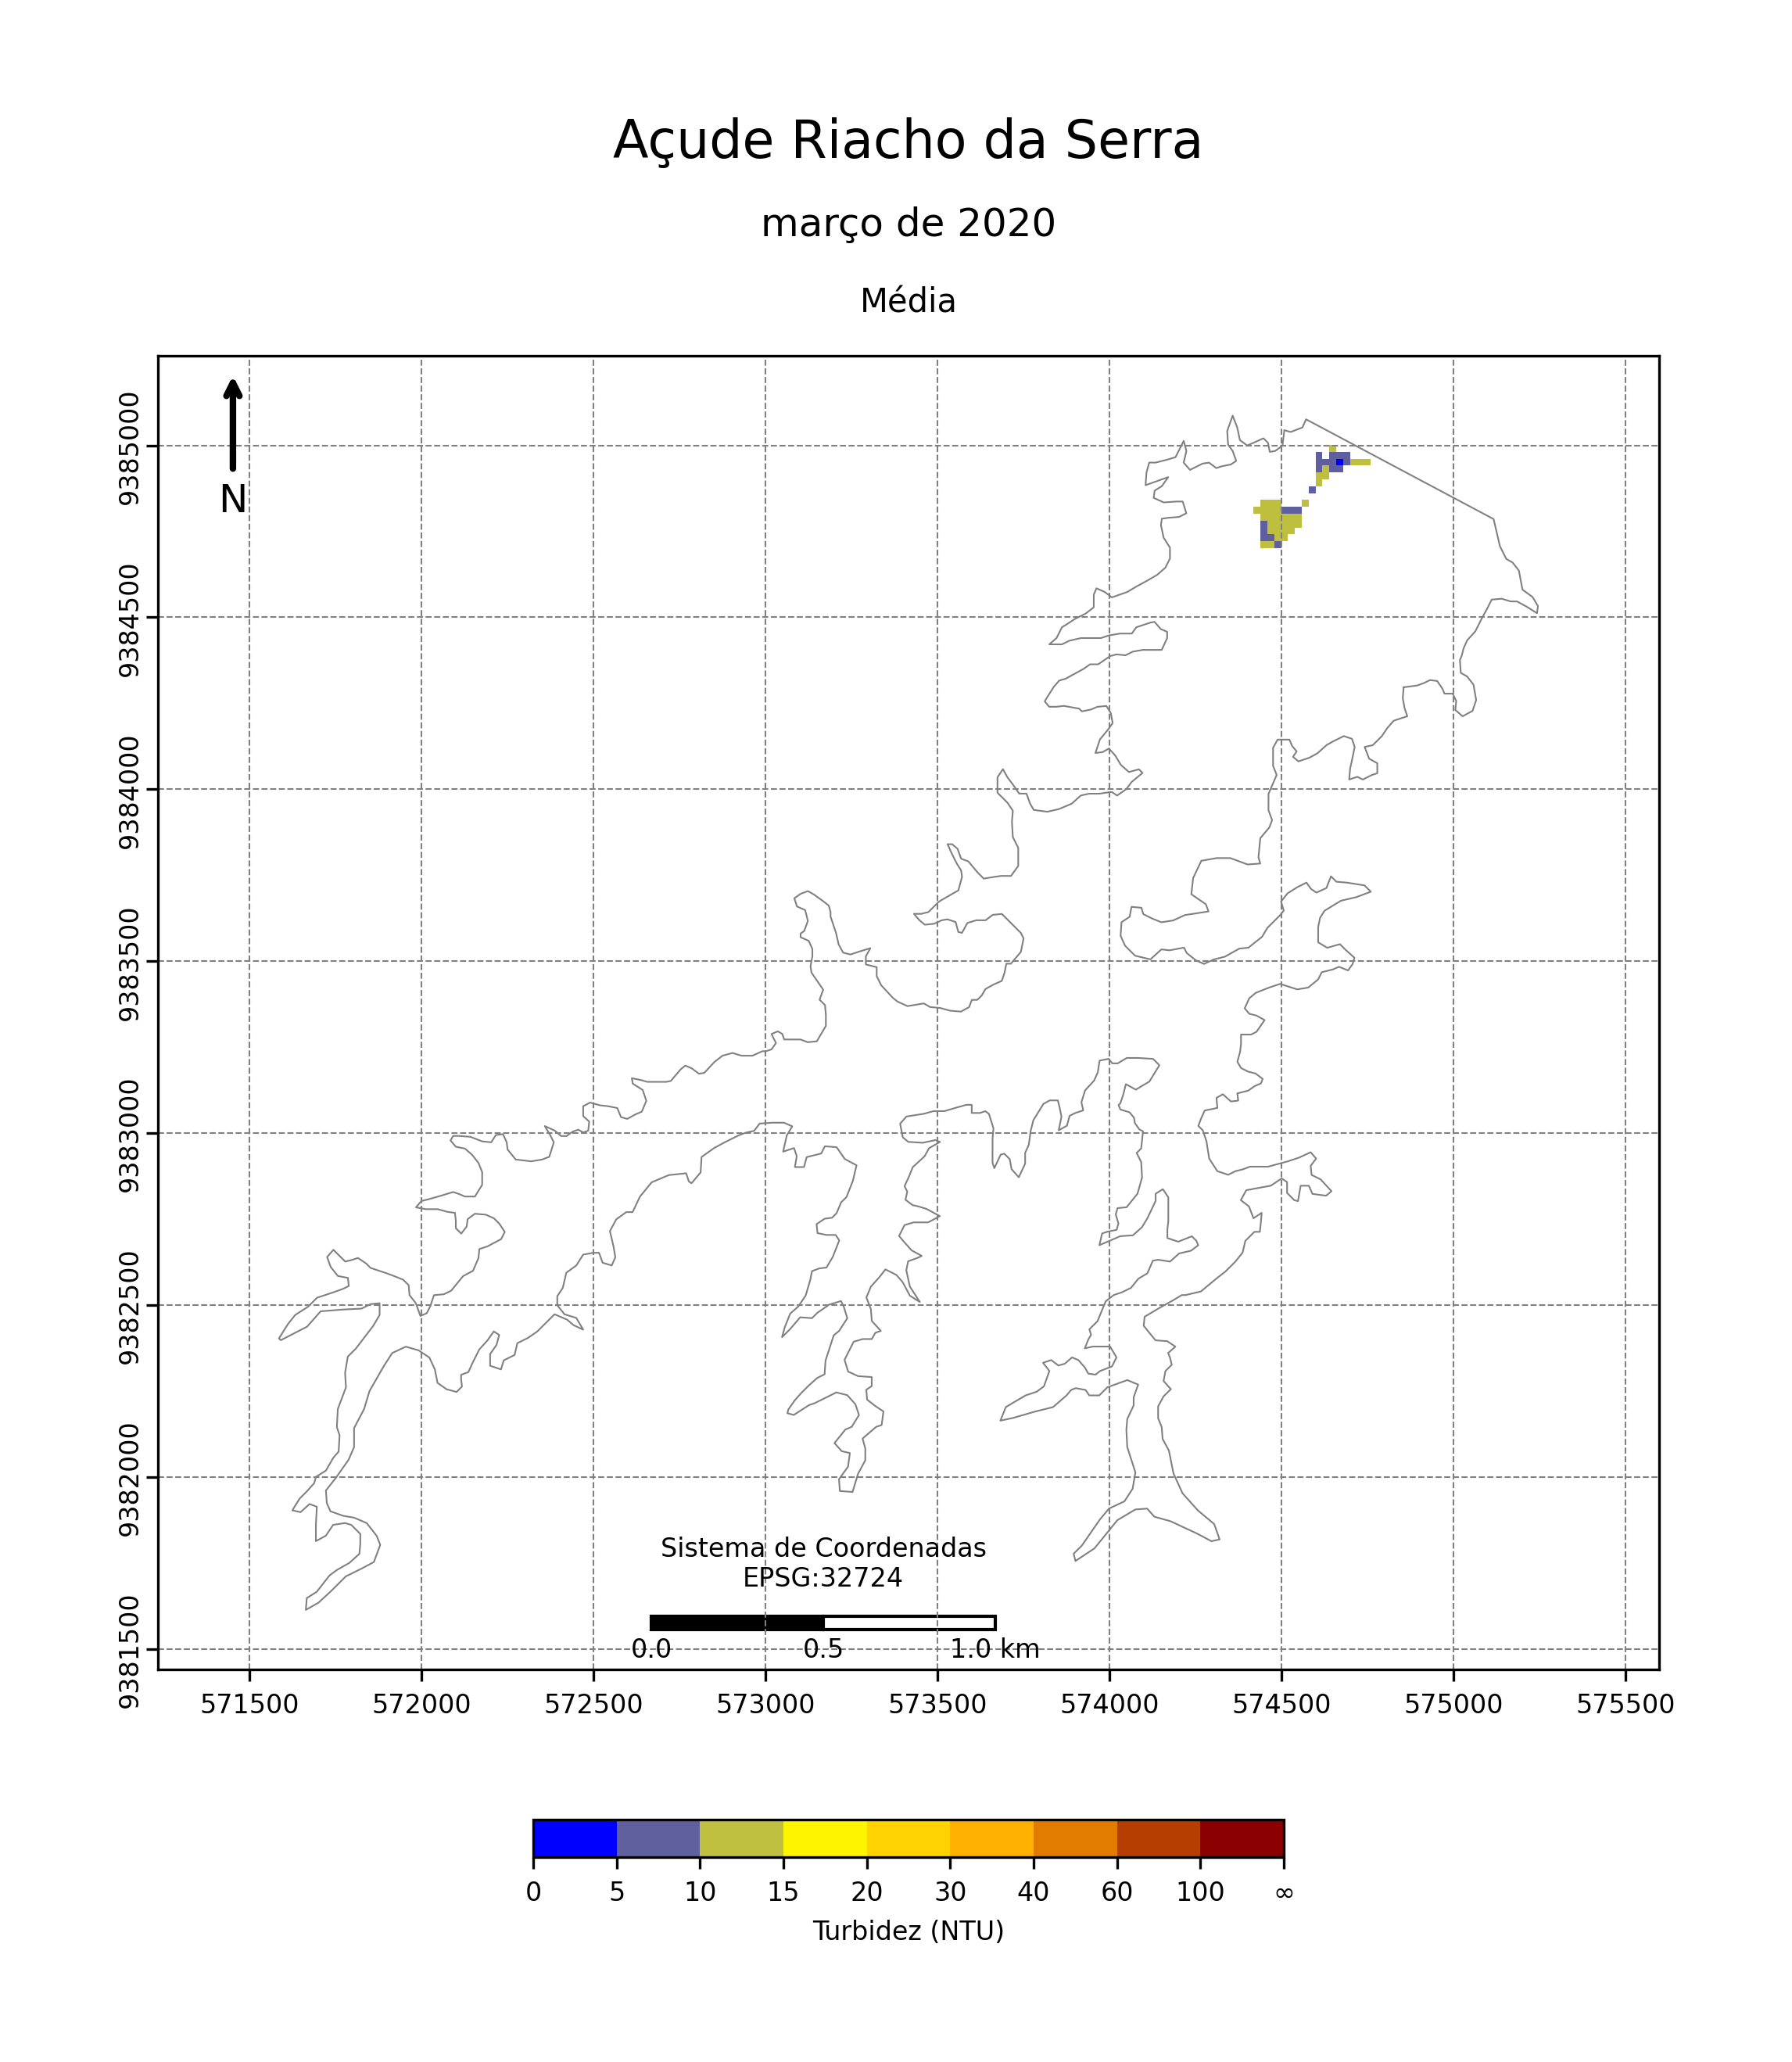 Açude Riacho da Serra
março de 2020
Média
N
9385000
9384500
9384000
9383500
9383000
9382500
9382000
9381500
Sistema de Coordenadas
EPSG:32724
0.0 0.5 1.0 km
571500 572000 572500 573000 573500 574000 574500 575000 575500
0 5 10 15 20 30 40 60 100 ∞
Turbidez (NTU)